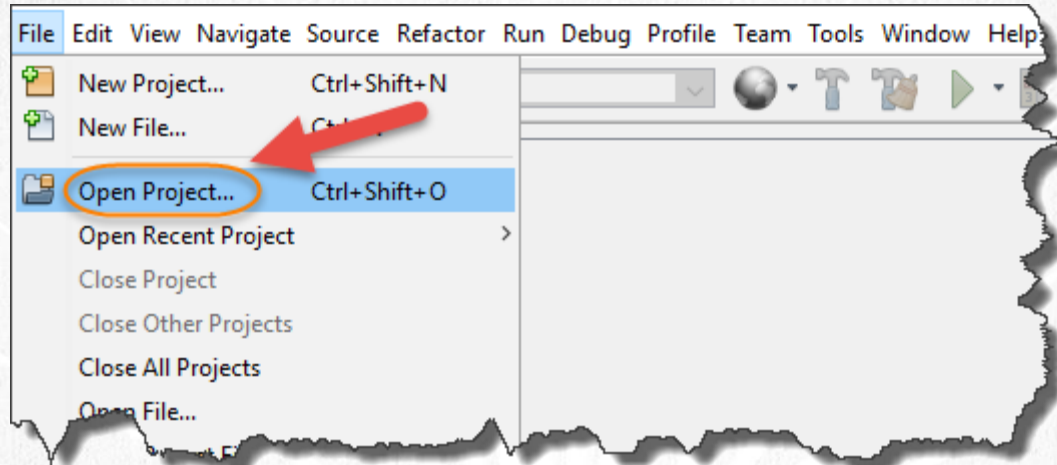 File Edit View Navigate Source Refactor Run Debug Profile Team Tools Window Help
New Project... Ctrl+Shift+N
New File...
Open Project... Ctrl+Shift+O
Open Recent Project
Close Project
Close Other Projects
Close All Projects
Open File...